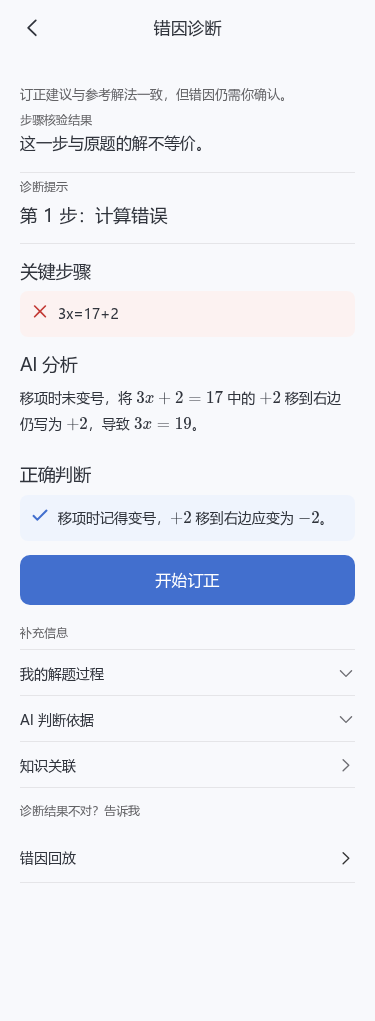 错因诊断
订正建议与参考解法一致，但错因仍需你确认。
步骤核验结果
这一步与原题的解不等价。
诊断提示
第 1 步：计算错误
关键步骤
3x=17+2
AI 分析
移项时未变号，将 3x + 2 = 17 中的 +2 移到右边
仍写为 +2，导致 3x = 19。
正确判断
移项时记得变号，+2 移到右边应变为 −2。
开始订正
补充信息
我的解题过程
AI 判断依据
知识关联
诊断结果不对？告诉我
错因回放